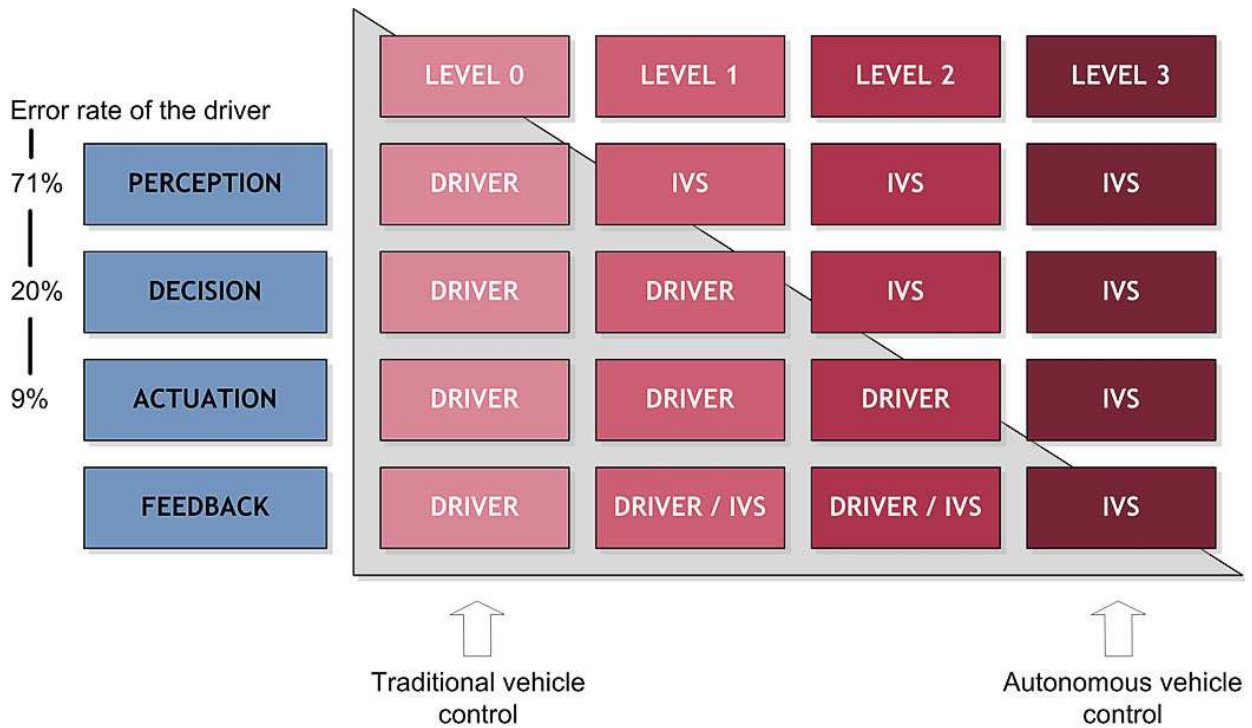 LEVEL 0 LEVEL 1 LEVEL 2 LEVEL 3
Error rate of the driver
71% PERCEPTION DRIVER IVS IVS IVS
20% DECISION DRIVER DRIVER IVS IVS
9% ACTUATION DRIVER DRIVER DRIVER IVS
FEEDBACK DRIVER DRIVER / IVS DRIVER / IVS IVS
Traditional vehicle
control
Autonomous vehicle
control